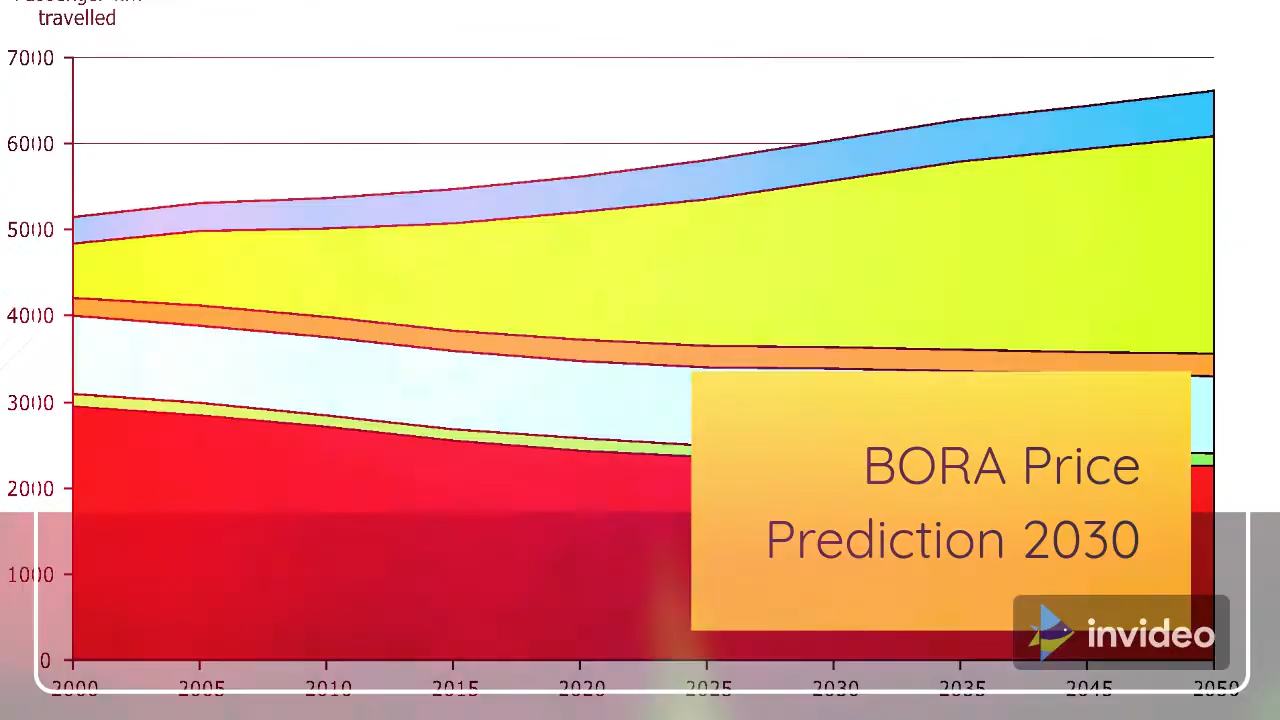 travelled
7000
6000
5000
4000
3000
2000
1000
0
2000 2005 2010 2015 2020 2025 2030 2035 2045 2050
BORA Price
Prediction 2030
invideo